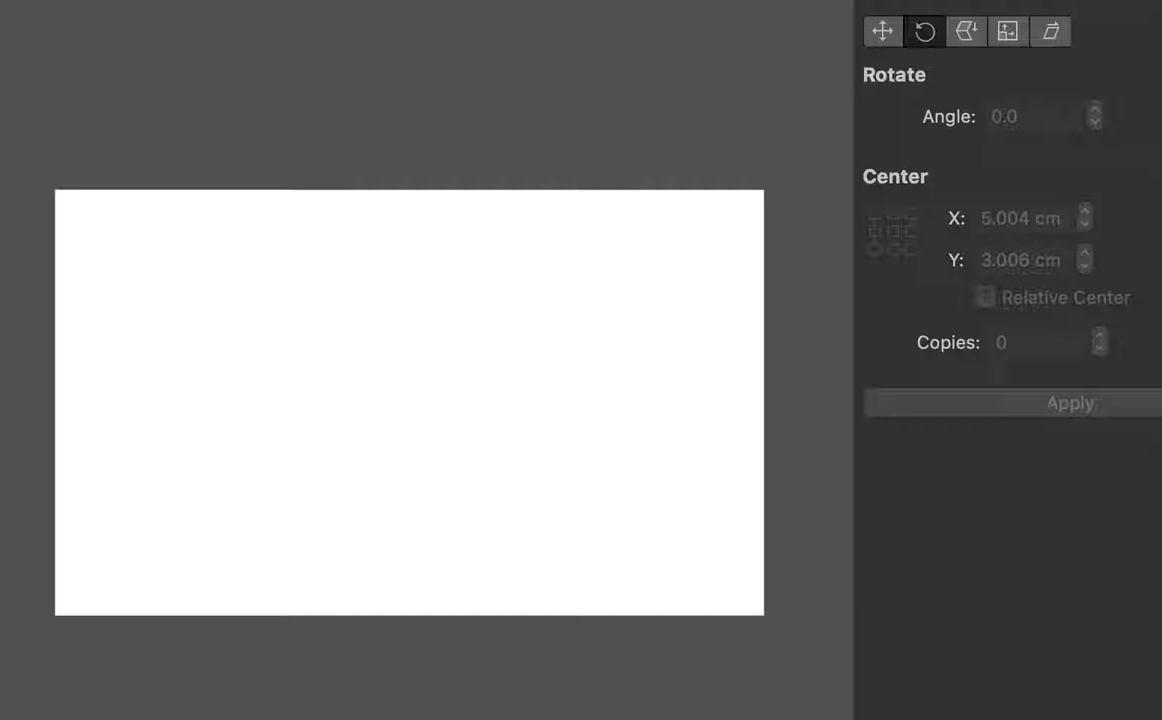 Rotate
Angle: 0.0
Center
X: 5.004 cm
Y: 3.006 cm
Relative Center
Copies: 0
Apply